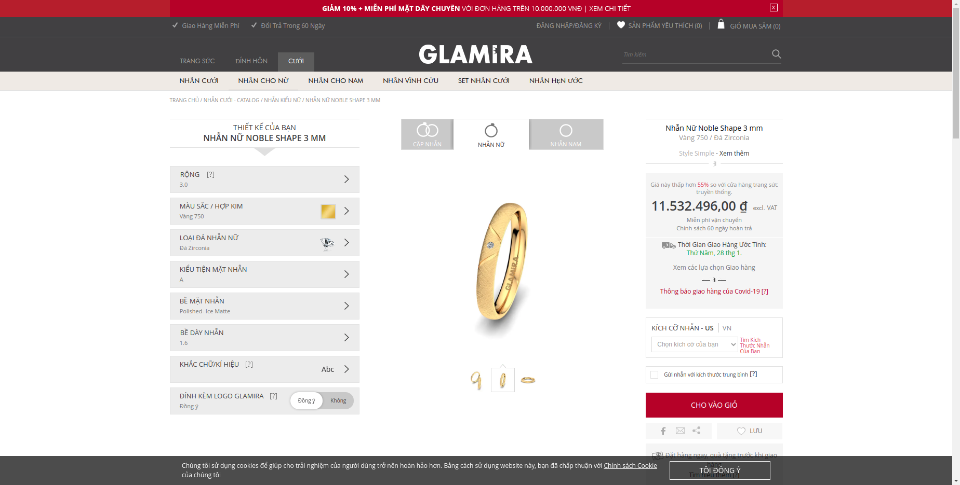 GIẢM 10% + MIỄN PHÍ MẶT DÂY CHUYỀN VỚI ĐƠN HÀNG TRÊN 10.000.000 VNĐ | XEM CHI TIẾT
Giao Hàng Miễn Phí
Đổi Trả Trong 60 Ngày
ĐĂNG NHẬP/ĐĂNG KÝ
SẢN PHẨM YÊU THÍCH (0)
GIỎ MUA SẮM (0)
TRANG SỨC
ĐÍNH HÔN
CƯỚI
GLAMIRA
Tìm kiếm
NHẪN CƯỚI
NHẪN CHO NỮ
NHẪN CHO NAM
NHẪN VĨNH CỬU
SET NHẪN CƯỚI
NHẪN HẸN ƯỚC
TRANG CHỦ / NHẪN CƯỚI - CATALOG / NHẪN KIỂU NỮ / NHẪN NỮ NOBLE SHAPE 3 MM
THIẾT KẾ CỦA BẠN
NHẪN NỮ NOBLE SHAPE 3 MM
RỘNG [?]
3.0
MÀU SẮC / HỢP KIM
Vàng 750
LOẠI ĐÁ NHẪN NỮ
Đá Zirconia
KIỂU TIỆN MẶT NHẪN
A
BỀ MẶT NHẪN
Polished- Ice Matte
BỀ DÀY NHẪN
1.6
KHẮC CHỮ/KÍ HIỆU [?]
Abc
ĐÍNH KÈM LOGO GLAMIRA [?]
Đồng ý
Đồng ý
Không
CẶP NHẪN
NHẪN NỮ
NHẪN NAM
GLAMIRA
Nhẫn Nữ Noble Shape 3 mm
Vàng 750 / Đá Zirconia
Style Simple - Xem thêm
Giá này thấp hơn 55% so với cửa hàng trang sức
truyền thống.
11.532.496,00 ₫ excl. VAT
Miễn phí vận chuyển
Chính sách 60 ngày hoàn trả
Thời Gian Giao Hàng Ước Tính:
Thứ Năm, 28 thg 1.
Xem các lựa chọn Giao hàng
Thông báo giao hàng của Covid-19 [?]
KÍCH CỠ NHẪN - US | VN
Chọn kích cỡ của bạn
Tìm Kích
Thước Nhẫn
Của Bạn
Gửi nhẫn với kích thước trung bình [?]
CHO VÀO GIỎ
LƯU
Đặt hàng ngay, quà tặng trước khi giao
Chúng tôi sử dụng cookies để giúp cho trải nghiệm của người dùng trở nên hoàn hảo hơn. Bằng cách sử dụng website này, bạn đã chấp thuận với Chính sách Cookie
của chúng tô
TÔI ĐỒNG Ý